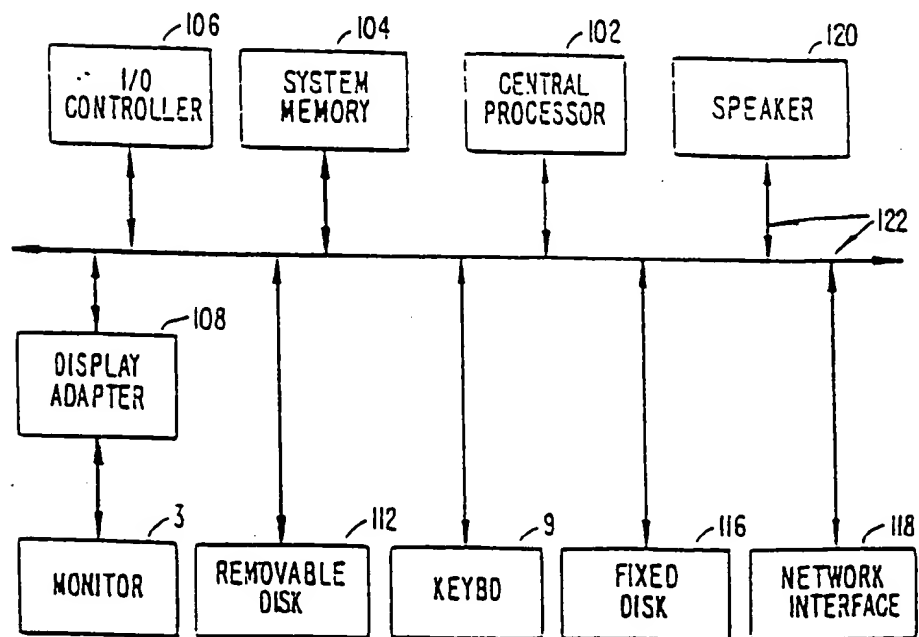 106
104
102
120
I/O
CONTROLLER
SYSTEM
MEMORY
CENTRAL
PROCESSOR
SPEAKER
122
108
DISPLAY
ADAPTER
3
112
9
116
118
MONITOR
REMOVABLE
DISK
KEYBD
FIXED
DISK
NETWORK
INTERFACE